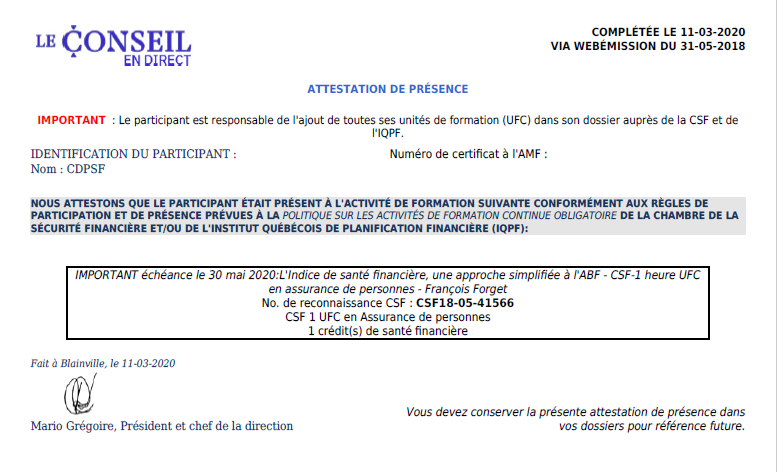 LE CONSEIL
EN DIRECT
COMPLÉTÉE LE 11-03-2020
VIA WEBÉMISSION DU 31-05-2018
ATTESTATION DE PRÉSENCE
IMPORTANT : Le participant est responsable de l'ajout de toutes ses unités de formation (UFC) dans son dossier auprès de la CSF et de
l'IQPF.
IDENTIFICATION DU PARTICIPANT :
Numéro de certificat à l'AMF :
Nom : CDPSF
NOUS ATTESTONS QUE LE PARTICIPANT ÉTAIT PRÉSENT À L'ACTIVITÉ DE FORMATION SUIVANTE CONFORMÉMENT AUX RÈGLES DE
PARTICIPATION ET DE PRÉSENCE PRÉVUES À LA POLITIQUE SUR LES ACTIVITÉS DE FORMATION CONTINUE OBLIGATOIRE DE LA CHAMBRE DE LA
SÉCURITÉ FINANCIÈRE ET/OU DE L'INSTITUT QUÉBÉCOIS DE PLANIFICATION FINANCIÈRE (IQPF):
IMPORTANT échéance le 30 mai 2020:L'Indice de santé financière, une approche simplifiée à l'ABF - CSF-1 heure UFC
en assurance de personnes - François Forget
No. de reconnaissance CSF : CSF18-05-41566
CSF 1 UFC en Assurance de personnes
1 crédit(s) de santé financière
Fait à Blainville, le 11-03-2020
Mario Grégoire, Président et chef de la direction
Vous devez conserver la présente attestation de présence dans
vos dossiers pour référence future.